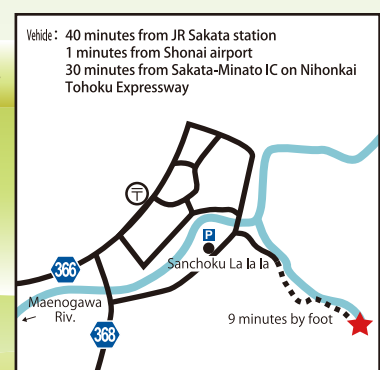 Vehicle: 40 minutes from JR Sakata station
1 minutes from Shonai airport
30 minutes from Sakata-Minato IC on Nihonkai
Tohoku Expressway
〒
P
Sanchoku La la la
366
Maenogawa
Riv.
368
9 minutes by foot